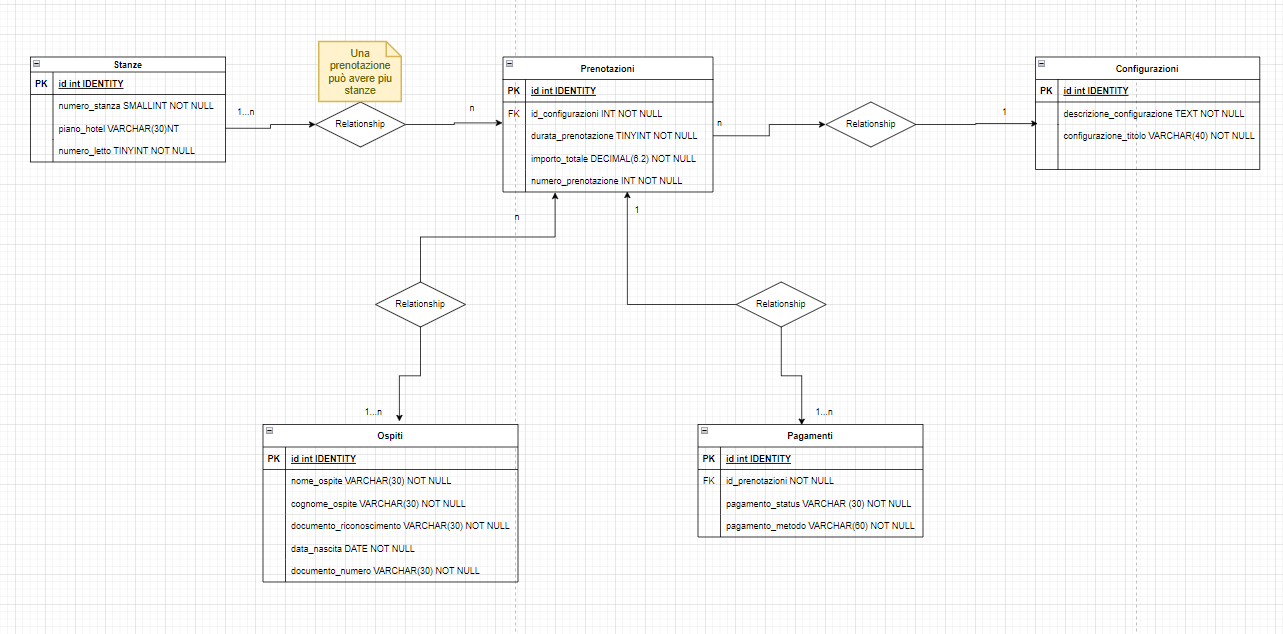 Stanze
PK id int IDENTITY
numero_stanza SMALLINT NOT NULL
piano_hotel VARCHAR(30)NT
numero_letto TINYINT NOT NULL
1...n
Una
prenotazione
può avere piu
stanze
Relationship
n
Prenotazioni
PK id int IDENTITY
FK id_configurazioni INT NOT NULL
durata_prenotazione TINYINT NOT NULL
importo_totale DECIMAL(6.2) NOT NULL
numero_prenotazione INT NOT NULL
n
Relationship
1
Configurazioni
PK id int IDENTITY
descrizione_configurazione TEXT NOT NULL
configurazione_titolo VARCHAR(40) NOT NULL
n
1
Relationship
Relationship
1...n
1...n
Ospiti
PK id int IDENTITY
nome_ospite VARCHAR(30) NOT NULL
cognome_ospite VARCHAR(30) NOT NULL
documento_riconoscimento VARCHAR(30) NOT NULL
data_nascita DATE NOT NULL
documento_numero VARCHAR(30) NOT NULL
Pagamenti
PK id int IDENTITY
FK id_prenotazioni NOT NULL
pagamento_status VARCHAR (30) NOT NULL
pagamento_metodo VARCHAR(60) NOT NULL